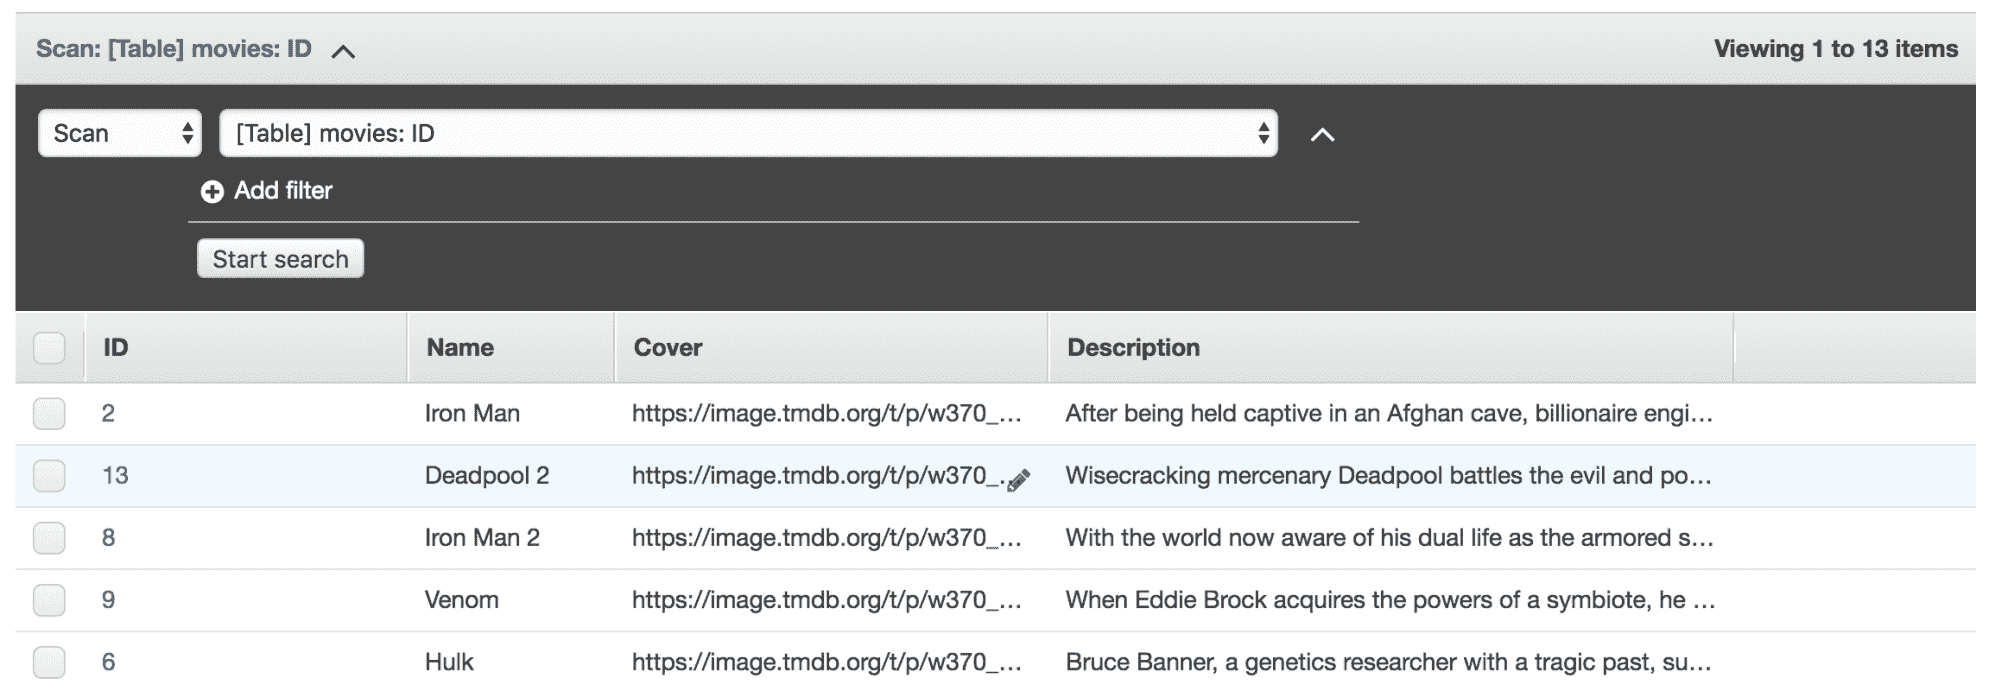 Scan: [Table] movies: ID Viewing 1 to 13 items
Scan [Table] movies: ID
Add filter
Start search
ID Name Cover Description
2 Iron Man https://image.tmdb.org/t/p/w370_... After being held captive in an Afghan cave, billionaire engi...
13 Deadpool 2 https://image.tmdb.org/t/p/w370_. Wisecracking mercenary Deadpool battles the evil and po...
8 Iron Man 2 https://image.tmdb.org/t/p/w370_... With the world now aware of his dual life as the armored s...
9 Venom https://image.tmdb.org/t/p/w370_... When Eddie Brock acquires the powers of a symbiote, he ...
6 Hulk https://image.tmdb.org/t/p/w370_... Bruce Banner, a genetics researcher with a tragic past, su...